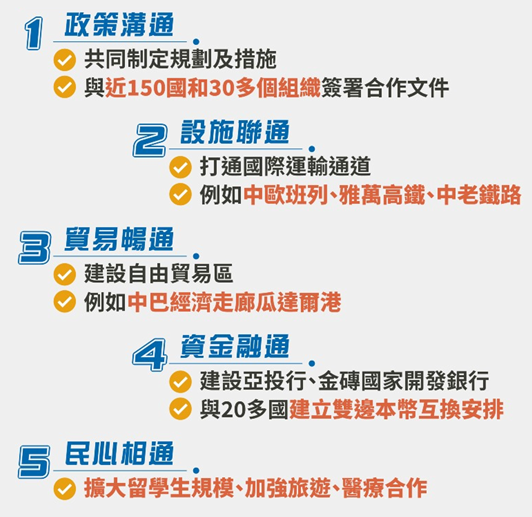 1 政策溝通
共同制定規劃及措施
與近150國和30多個組織簽署合作文件
2 設施聯通
打通國際運輸通道
例如中歐班列、雅萬高鐵、中老鐵路
3 貿易暢通
建設自由貿易區
例如中巴經濟走廊瓜達爾港
4 資金融通
建設亞投行、金磚國家開發銀行
與20多國建立雙邊本幣互換安排
5 民心相通
擴大留學生規模、加強旅遊、醫療合作